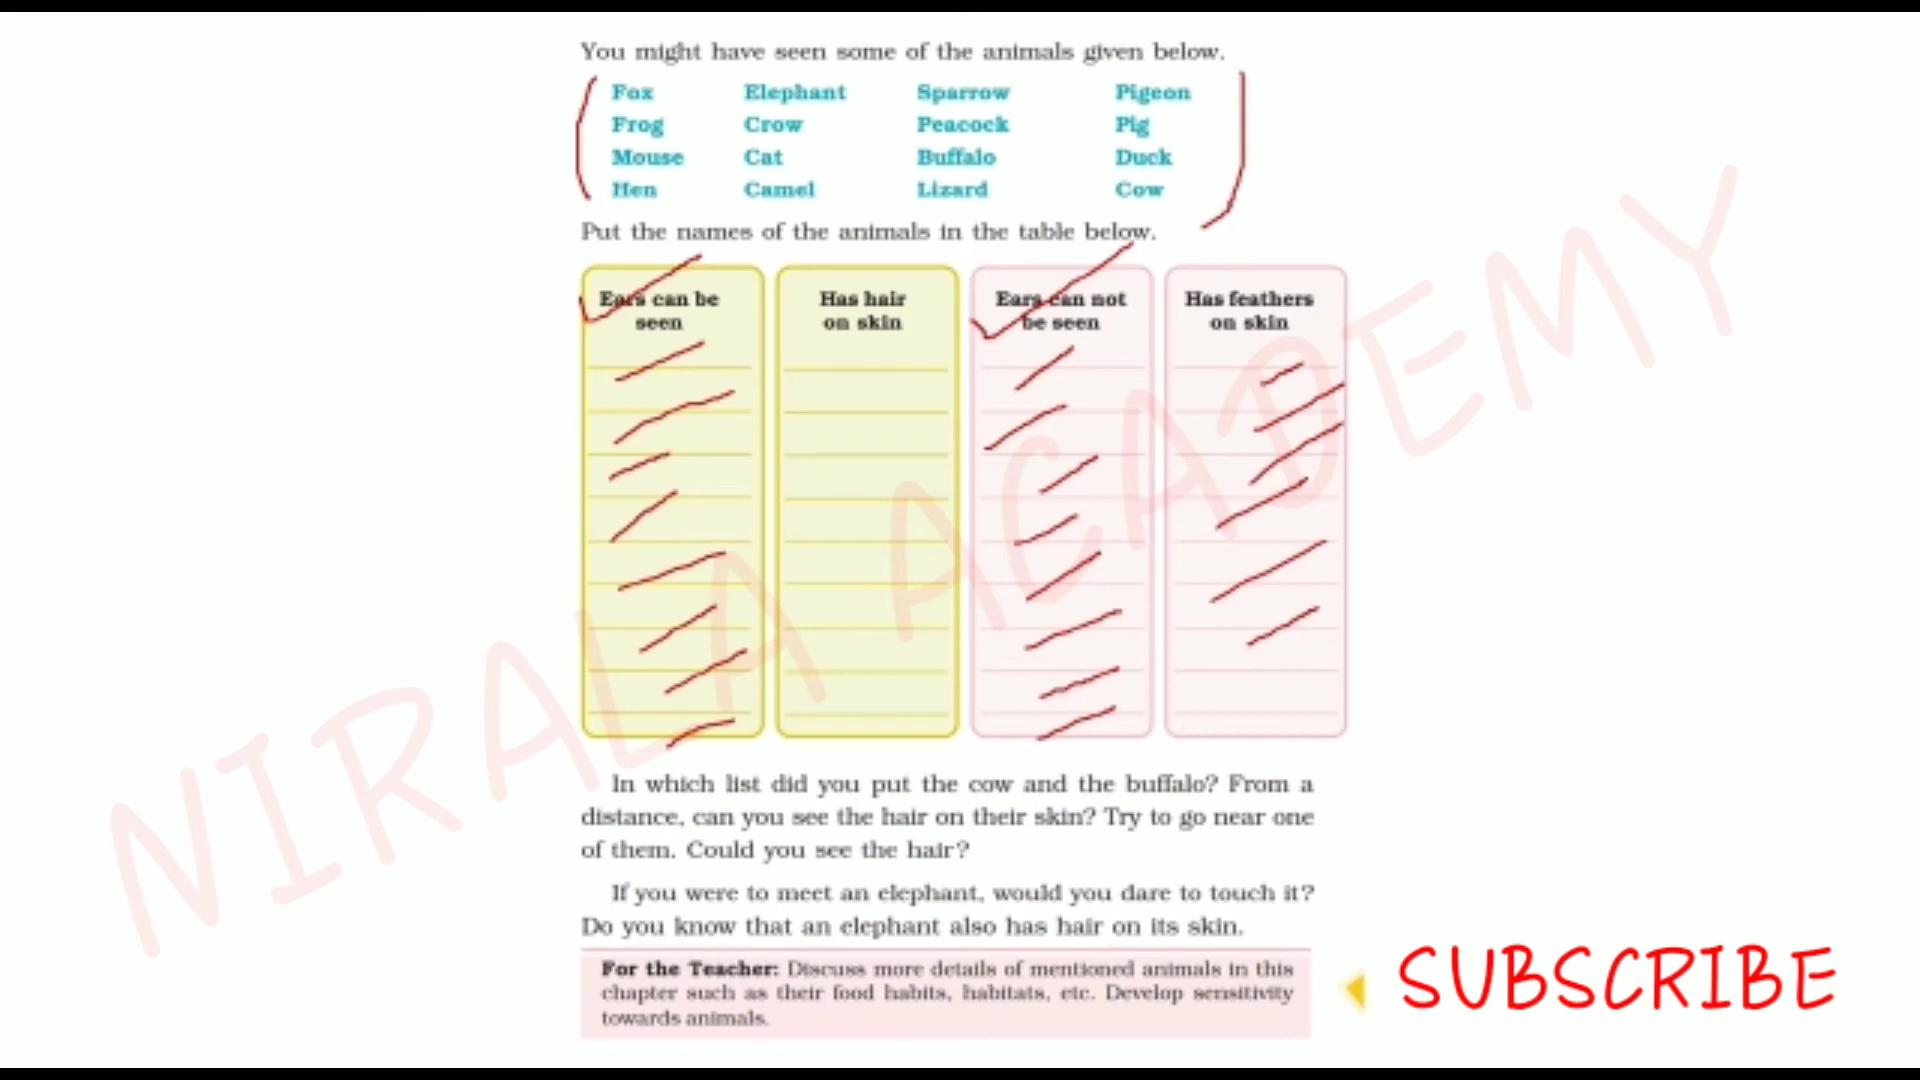 You might have seen some of the animals given below.
Fox Elephant Sparrow Pigeon
Frog Crow Peacock Pig
Mouse Cat Buffalo Duck
Hen Camel Lizard Cow
Put the names of the animals in the table below.
Ears can be seen
Has hair on skin
Ears can not be seen
Has feathers on skin
In which list did you put the cow and the buffalo? From a
distance, can you see the hair on their skin? Try to go near one
of them. Could you see the hair?
If you were to meet an elephant, would you dare to touch it?
Do you know that an elephant also has hair on its skin.
For the Teacher: Discuss more details of mentioned animals in this
chapter such as their food habits, habitats, etc. Develop sensitivity
towards animals.
SUBSCRIBE
NIRALA ACADEMY